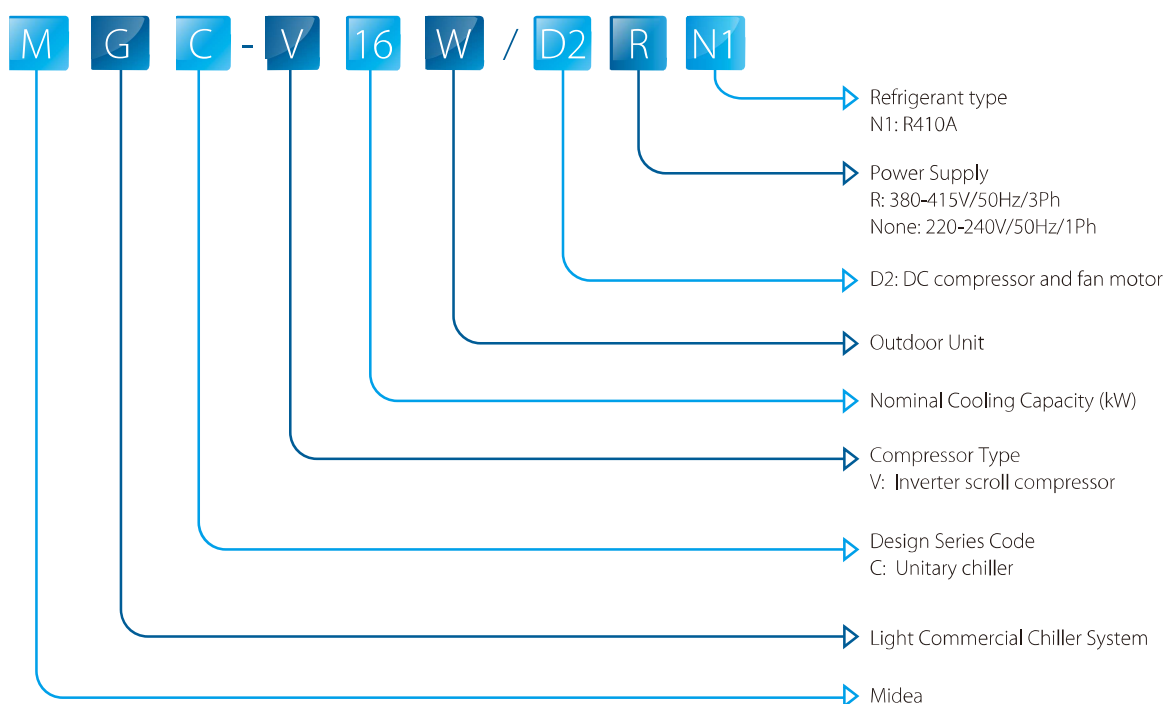 M G C - V 16 W / D2 R N1
Refrigerant type
N1: R410A
Power Supply
R: 380-415V/50Hz/3Ph
None: 220-240V/50Hz/1Ph
D2: DC compressor and fan motor
Outdoor Unit
Nominal Cooling Capacity (kW)
Compressor Type
V: Inverter scroll compressor
Design Series Code
C: Unitary chiller
Light Commercial Chiller System
Midea